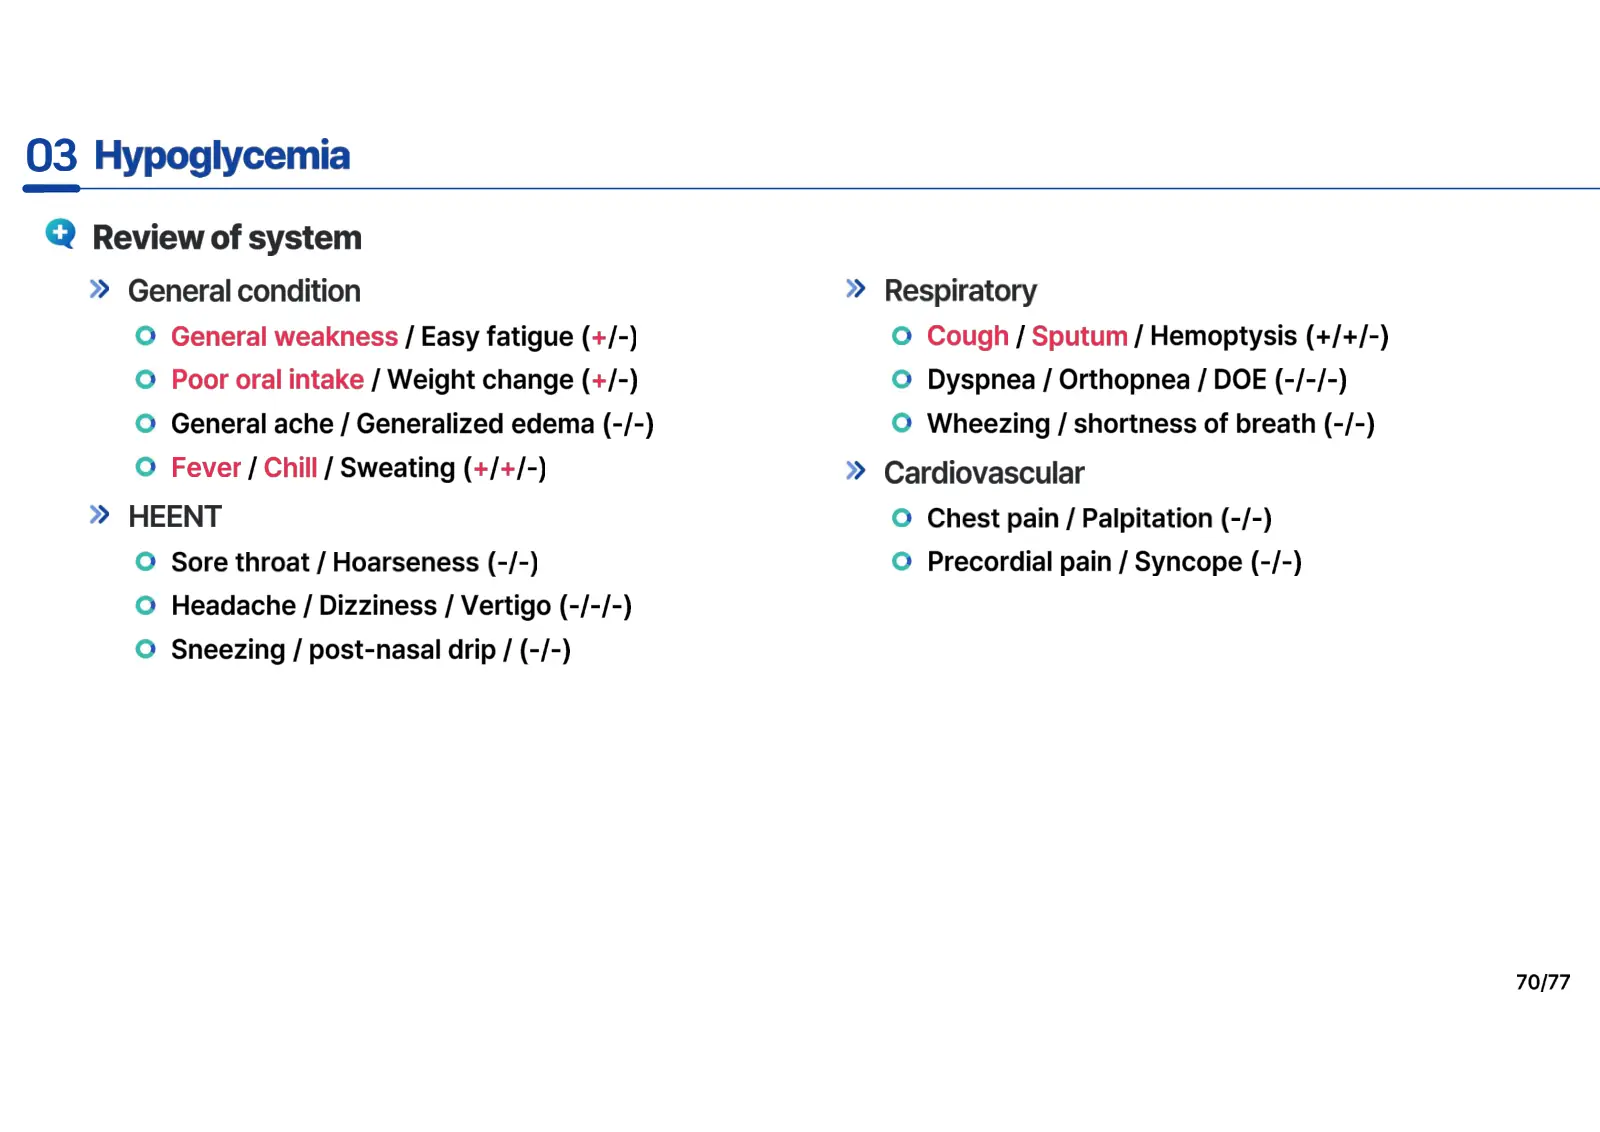 03 Hypoglycemia
Review of system
General condition
General weakness / Easy fatigue (+/-)
Poor oral intake / Weight change (+/-)
General ache / Generalized edema (-/-)
Fever / Chill / Sweating (+/+/-)
HEENT
Sore throat / Hoarseness (-/-)
Headache / Dizziness / Vertigo (-/-/-)
Sneezing / post-nasal drip / (-/-)
Respiratory
Cough / Sputum / Hemoptysis (+/+/-)
Dyspnea / Orthopnea / DOE (-/-/-)
Wheezing / shortness of breath (-/-)
Cardiovascular
Chest pain / Palpitation (-/-)
Precordial pain / Syncope (-/-)
70/77